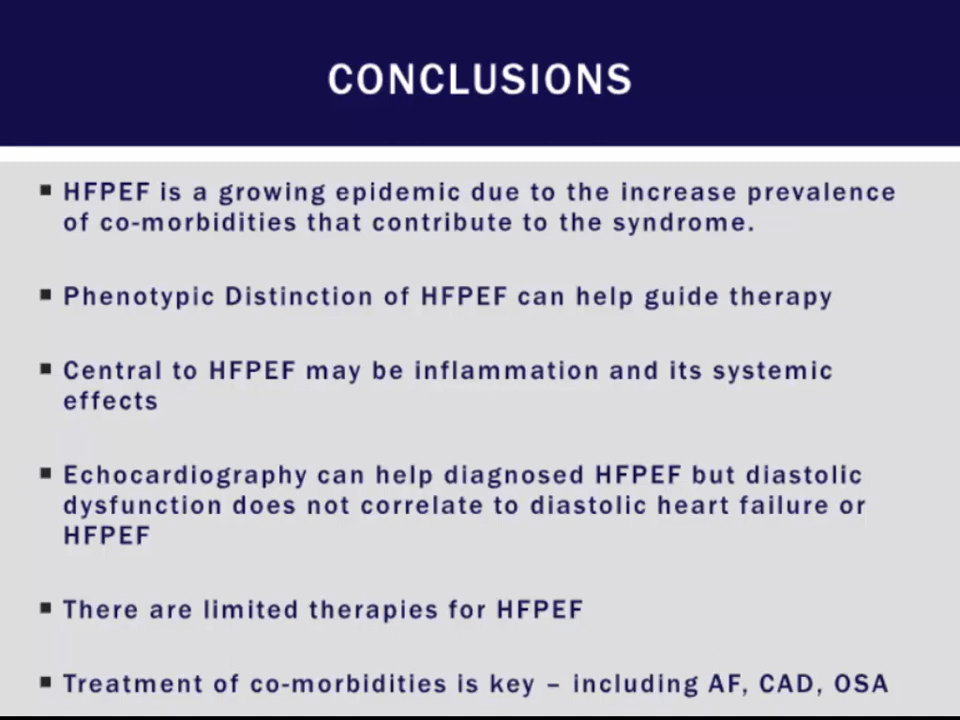 CONCLUSIONS
▪ HFPEF is a growing epidemic due to the increase prevalence
of co-morbidities that contribute to the syndrome.
▪ Phenotypic Distinction of HFPEF can help guide therapy
▪ Central to HFPEF may be inflammation and its systemic
effects
▪ Echocardiography can help diagnosed HFPEF but diastolic
dysfunction does not correlate to diastolic heart failure or
HFPEF
▪ There are limited therapies for HFPEF
▪ Treatment of co-morbidities is key – including AF, CAD, OSA